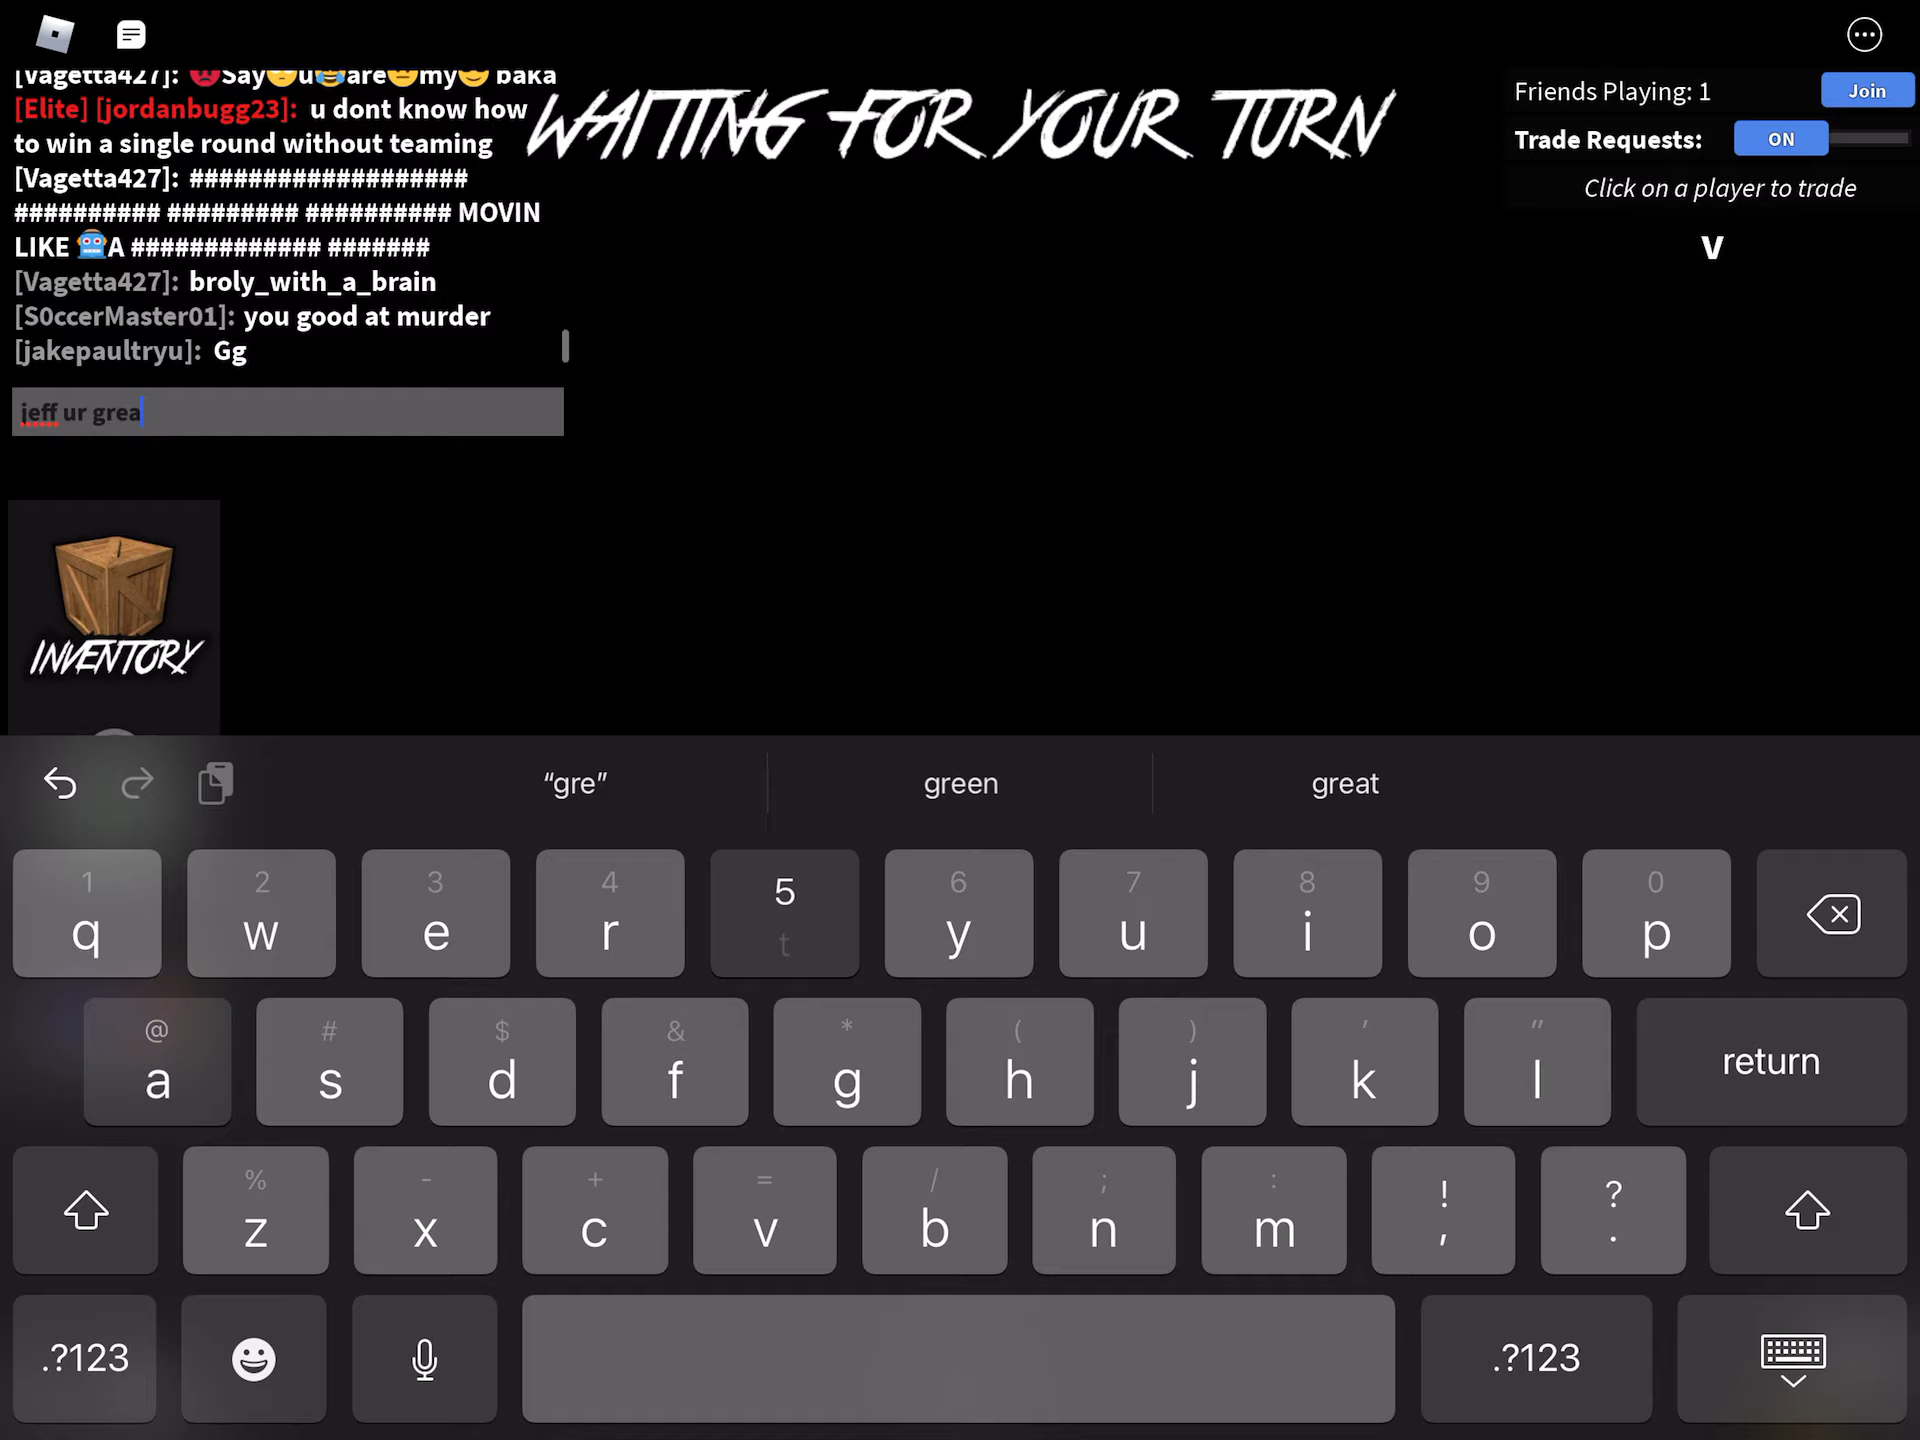 [Vagetta427]: 😡Say🥺u😂are😑my😏 baka
[Elite] [jordanbugg23]: u dont know how
to win a single round without teaming
[Vagetta427]: ###################
########## ######### ########## MOVIN
LIKE 🤖A ############# #######
[Vagetta427]: broly_with_a_brain
[S0ccerMaster01]: you good at murder
[jakepaultryu]: Gg
jeff ur grea
WAITING FOR YOUR TURN
Friends Playing: 1 Join
Trade Requests: ON
Click on a player to trade
V
INVENTORY
“gre” green great
1 2 3 4 5 6 7 8 9 0
q w e r t y u i o p
@ # $ & * ( ) ' "
a s d f g h j k l return
% - + = / ; : ! ?
z x c v b n m , .
.?123 .?123